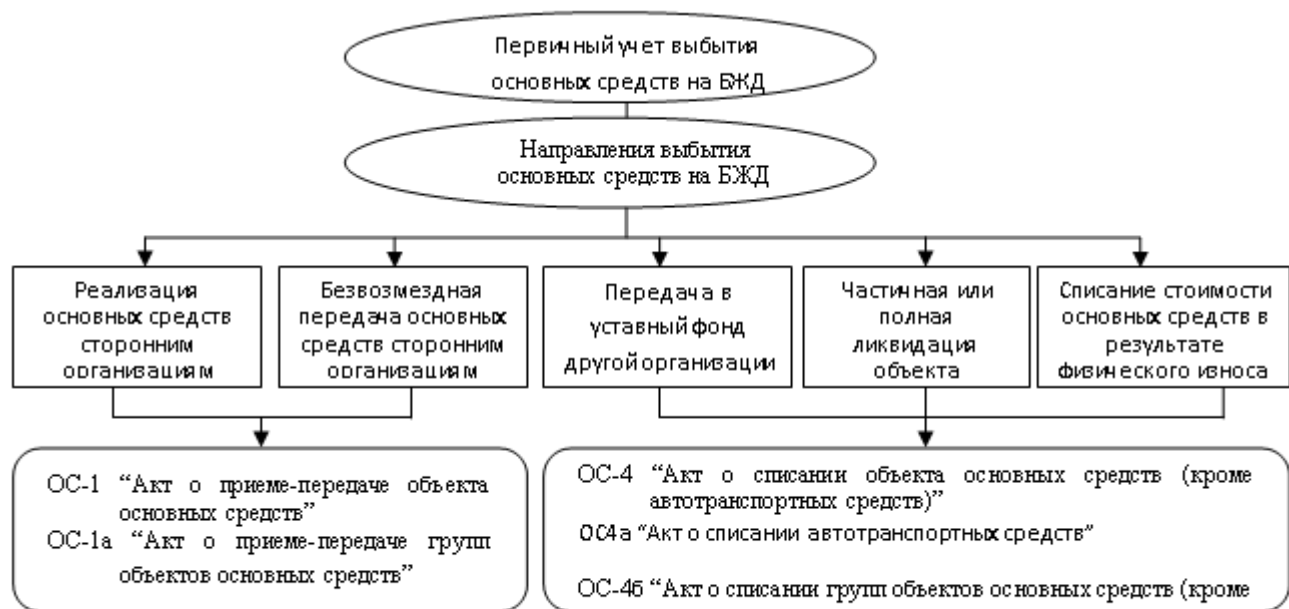 Первичный учет выбытия
основных средств на БЖД
Направления выбытия
основных средств на БЖД
Реализация
основных средств
сторонним
организациям
Безвозмездная
передача основных
средств сторонним
организациям
Передача в
уставный фонд
другой организации
Частичная или
полная
ликвидация
объекта
Списание стоимости
основных средств в
результате
физического износа
ОС-1 “Акт о приеме-передаче объекта
основных средств”
ОС-1а “Акт о приеме-передаче групп
объектов основных средств”
ОС-4 “Акт о списании объекта основных средств (кроме
автотранспортных средств)”
ОС4а “Акт о списании автотранспортных средств”
ОС-4б “Акт о списании групп объектов основных средств (кроме